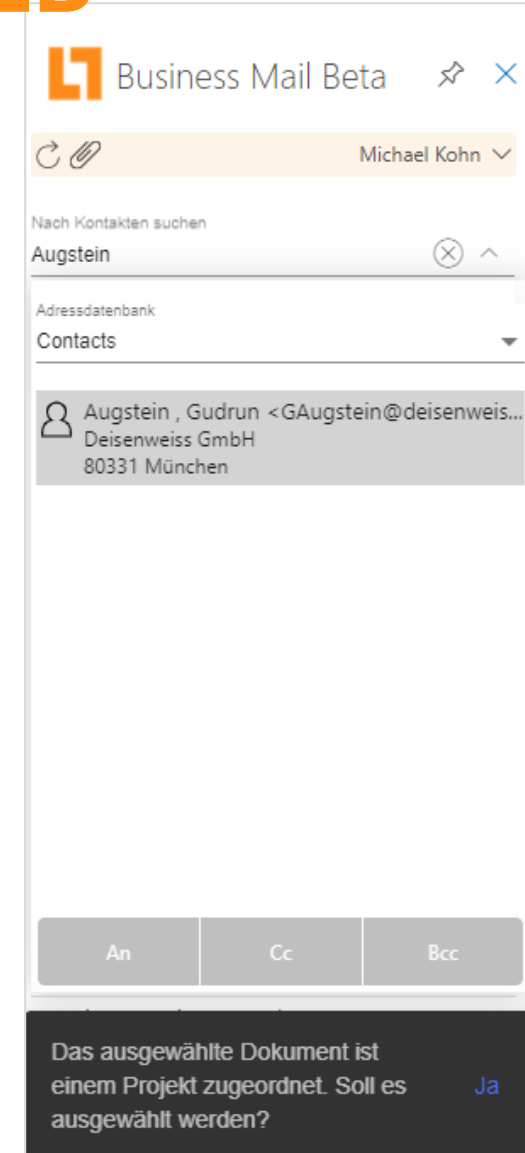 Business Mail Beta
Michael Kohn
Nach Kontakten suchen
Augstein
Adressdatenbank
Contacts
Augstein , Gudrun <GAugstein@deisenweis...
Deisenweiss GmbH
80331 München
An Cc Bcc
Das ausgewählte Dokument ist
einem Projekt zugeordnet. Soll es Ja
ausgewählt werden?